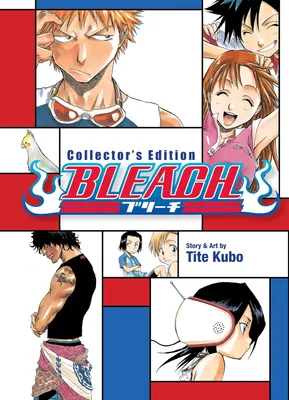 Collector's Edition
BLEACH
ブリーチ
Story & Art by
Tite Kubo